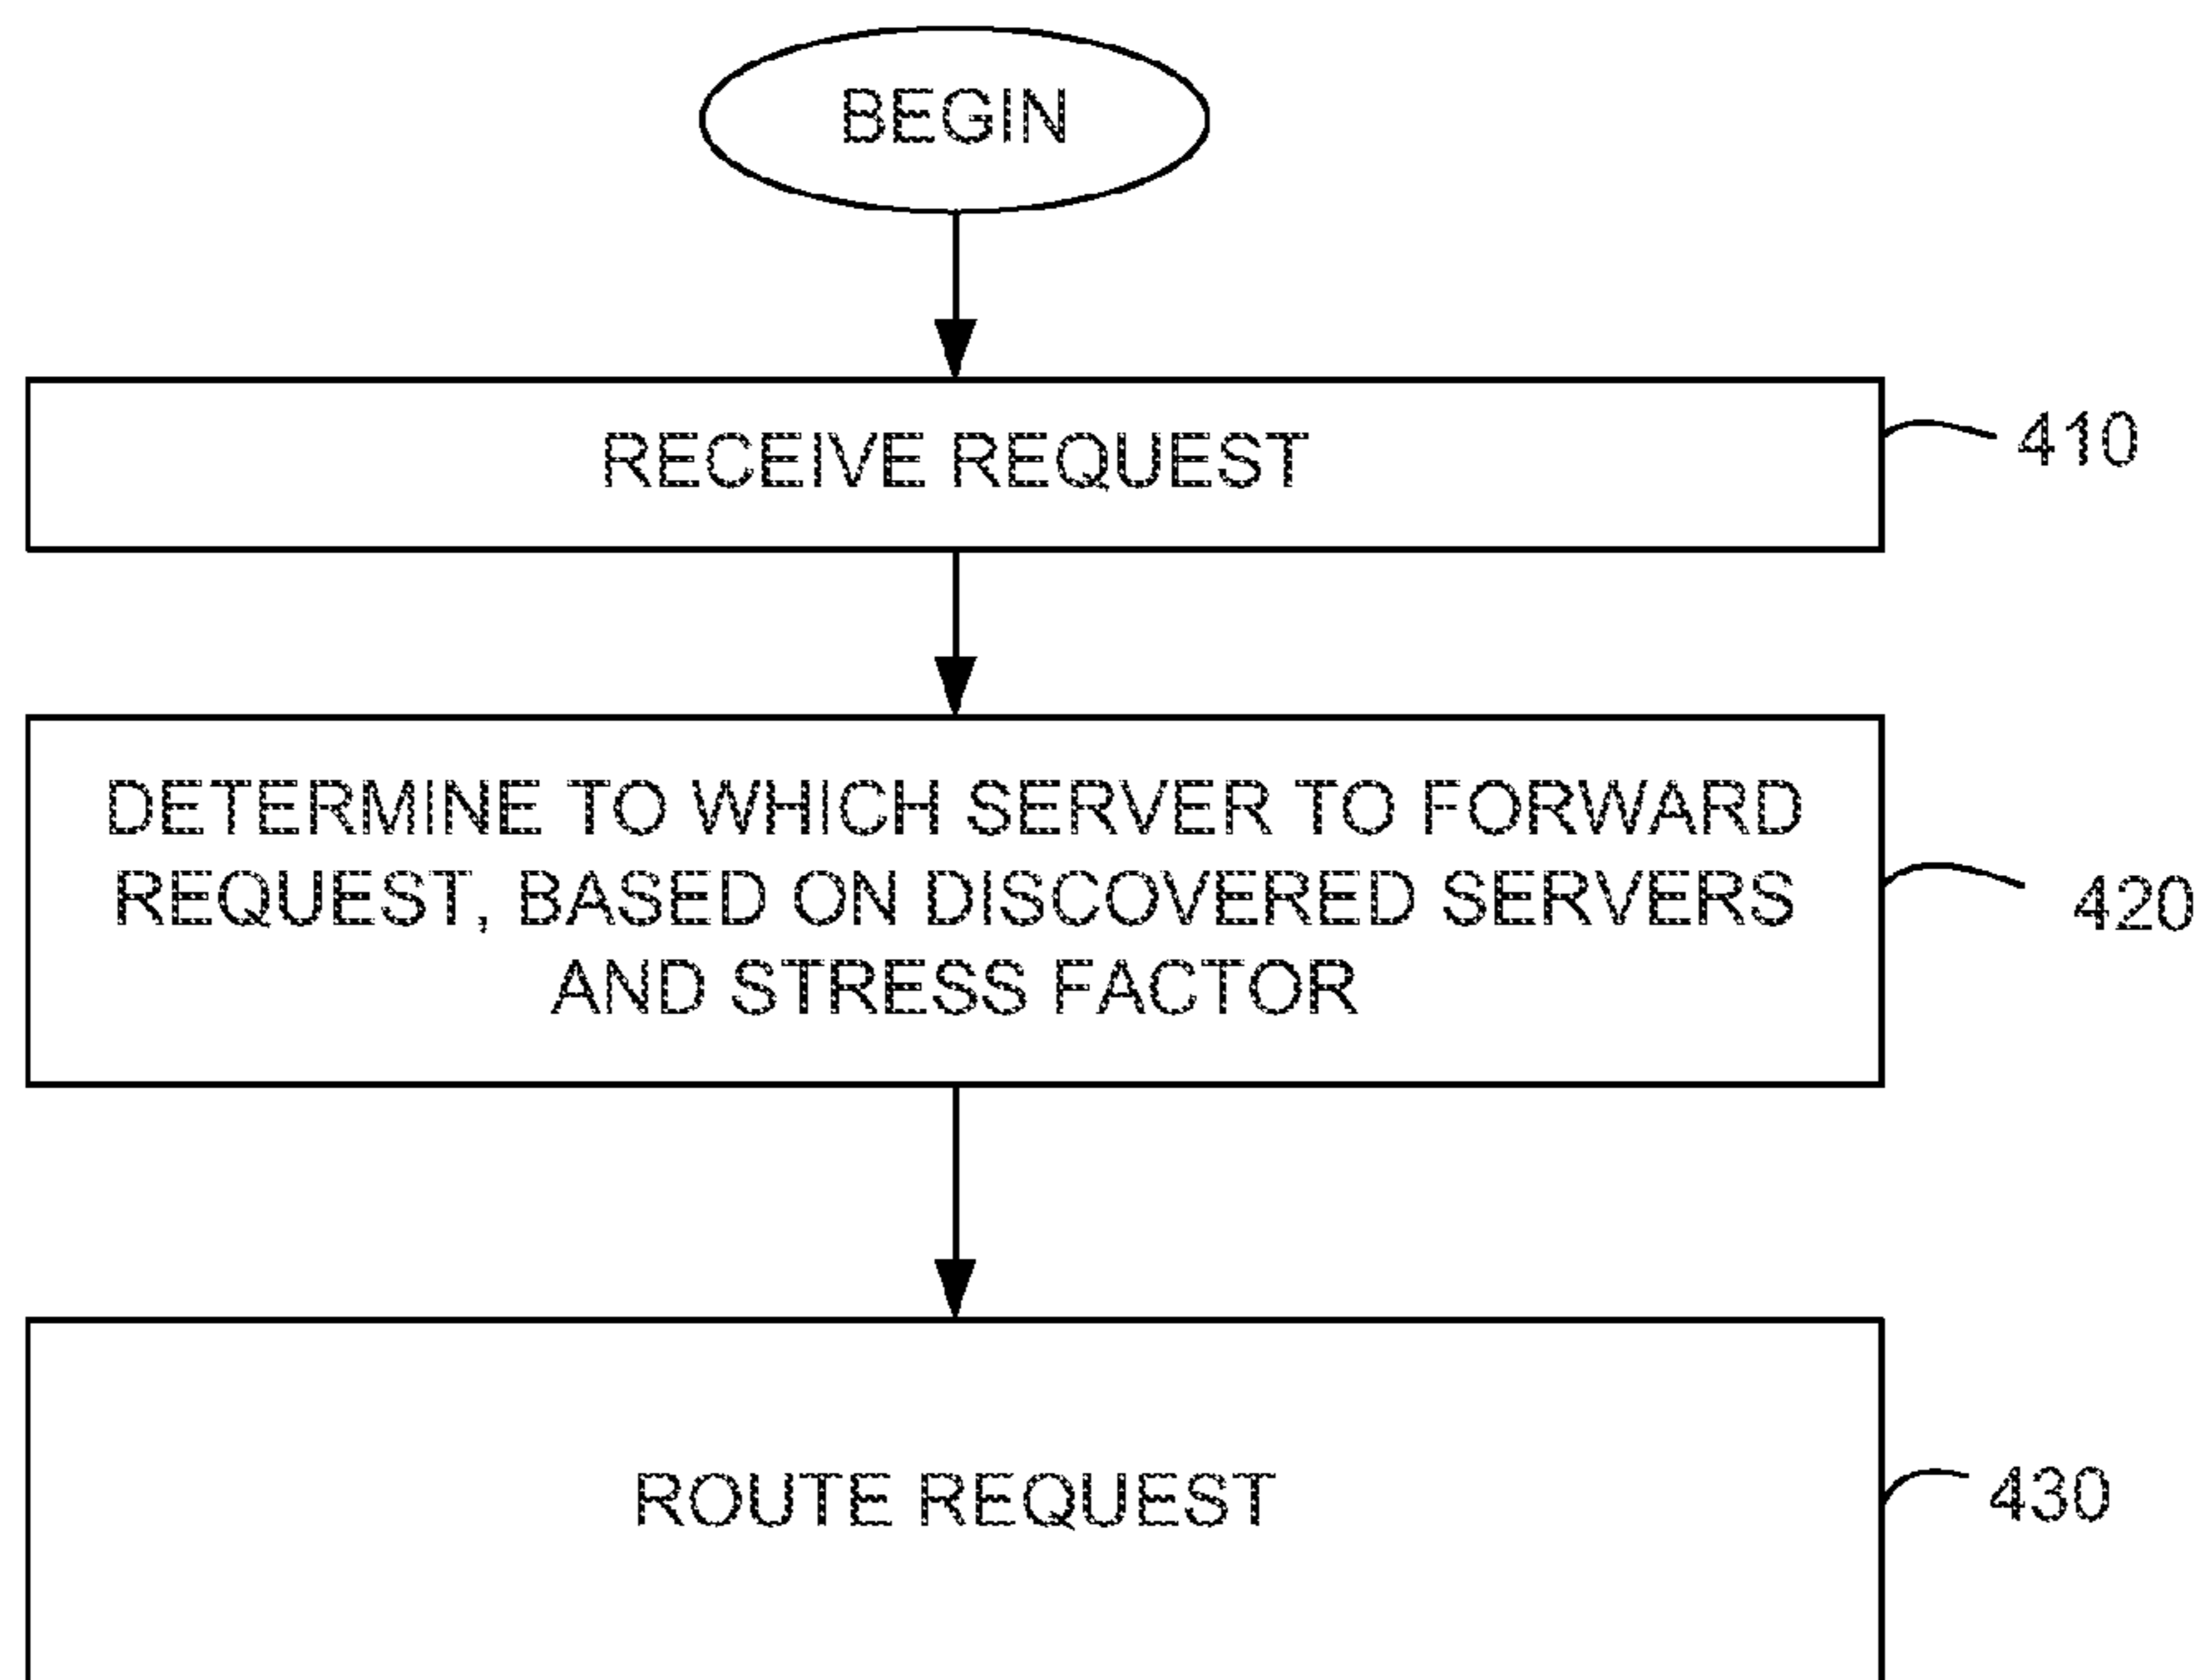 BEGIN
RECEIVE REQUEST
410
DETERMINE TO WHICH SERVER TO FORWARD
REQUEST, BASED ON DISCOVERED SERVERS
AND STRESS FACTOR
420
ROUTE REQUEST
430